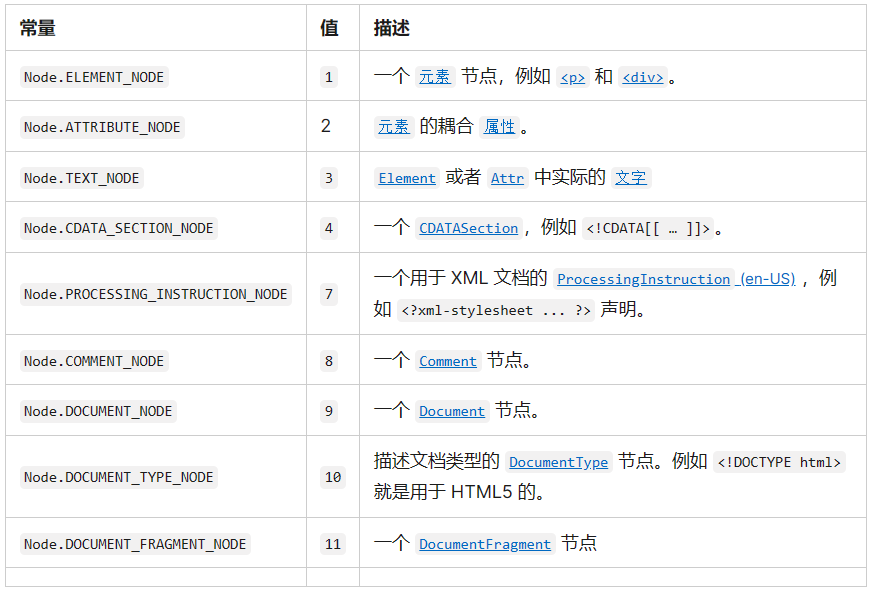 常量 值 描述
Node.ELEMENT_NODE 1 一个 元素 节点，例如 <p> 和 <div>。
Node.ATTRIBUTE_NODE 2 元素 的耦合 属性。
Node.TEXT_NODE 3 Element 或者 Attr 中实际的 文字
Node.CDATA_SECTION_NODE 4 一个 CDATASection，例如 <!CDATA[[ … ]]>。
Node.PROCESSING_INSTRUCTION_NODE 7 一个用于 XML 文档的 ProcessingInstruction (en-US) ，例
如 <?xml-stylesheet ... ?> 声明。
Node.COMMENT_NODE 8 一个 Comment 节点。
Node.DOCUMENT_NODE 9 一个 Document 节点。
Node.DOCUMENT_TYPE_NODE 10 描述文档类型的 DocumentType 节点。例如 <!DOCTYPE html>
就是用于 HTML5 的。
Node.DOCUMENT_FRAGMENT_NODE 11 一个 DocumentFragment 节点